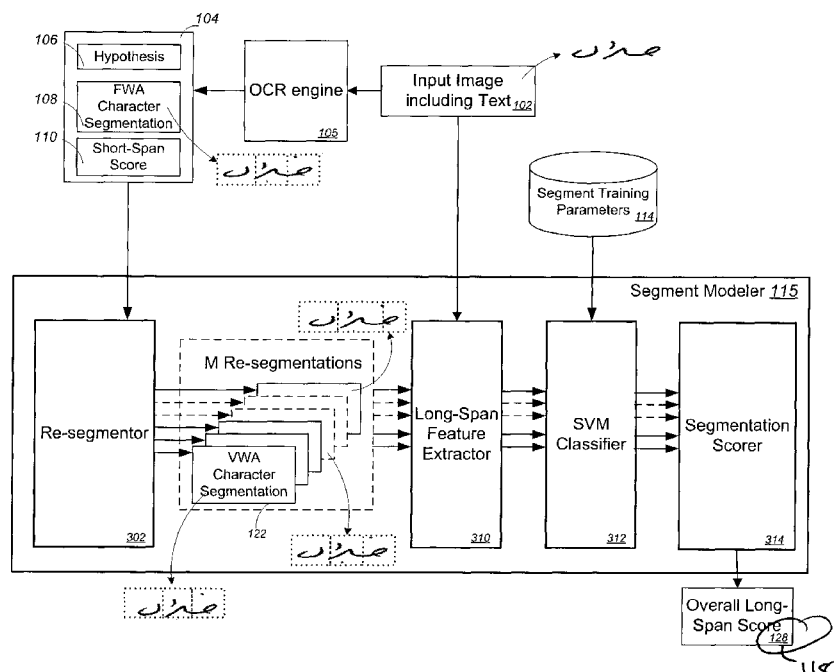 104
106
Hypothesis
108
FWA
Character
Segmentation
110
Short-Span
Score
OCR engine
105
Input Image
including Text 102
Segment Training
Parameters 114
Segment Modeler 115
Re-segmentor
302
M Re-segmentations
VWA
Character
Segmentation
122
Long-Span
Feature
Extractor
310
SVM
Classifier
312
Segmentation
Scorer
314
Overall Long-
Span Score
128
118